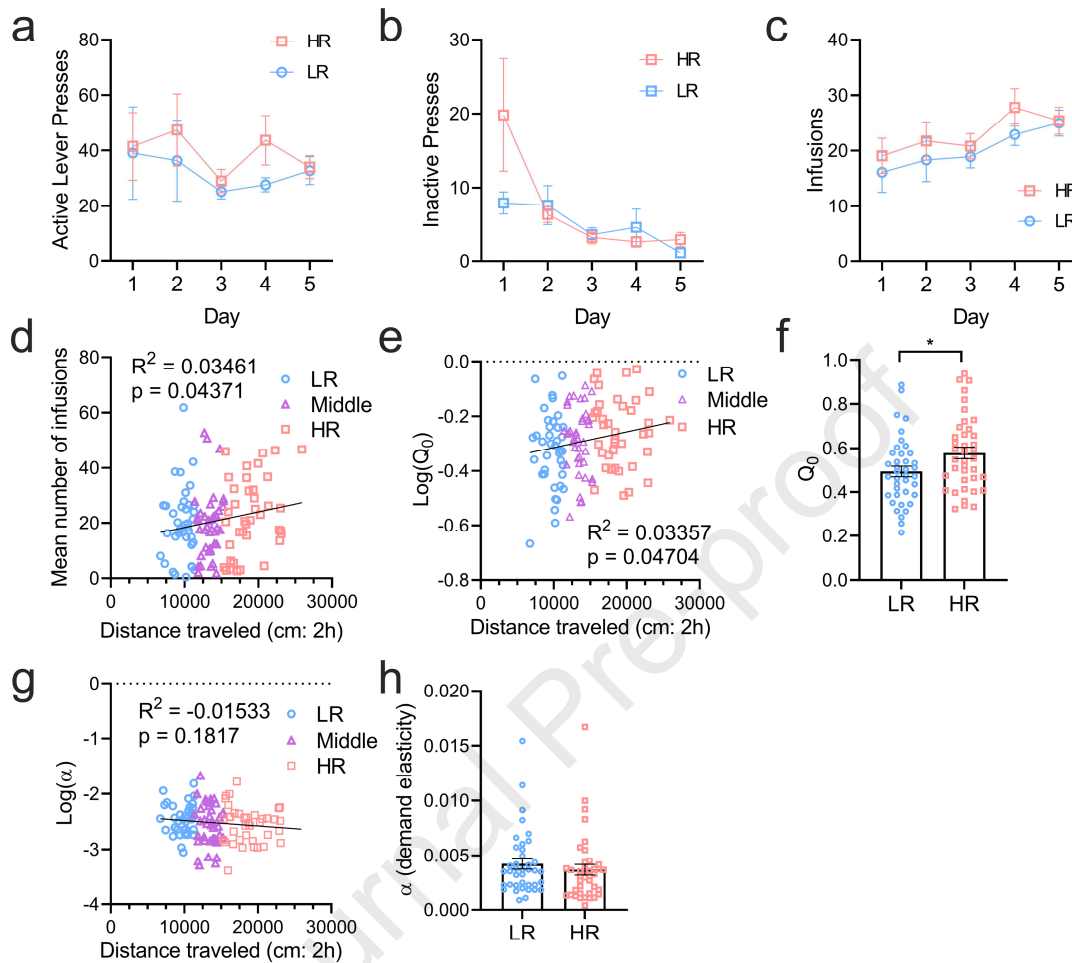 a
80
60
40
20
0
Active Lever Presses
HR
LR
1 2 3 4 5
Day
b
30
20
10
0
Inactive Presses
HR
LR
1 2 3 4 5
Day
c
40
30
20
10
0
Infusions
HR
LR
1 2 3 4 5
Day
d
80
60
40
20
0
Mean number of infusions
R² = 0.03461
p = 0.04371
LR
Middle
HR
0 10000 20000 30000
Distance traveled (cm: 2h)
e
0.0
-0.2
-0.4
-0.6
-0.8
Log(Q₀)
LR
Middle
HR
R² = 0.03357
p = 0.04704
0 10000 20000 30000
Distance traveled (cm: 2h)
f
*
1.0
0.8
0.6
0.4
0.2
0.0
Q₀
LR HR
g
0
-1
-2
-3
-4
Log(α)
R² = -0.01533
p = 0.1817
LR
Middle
HR
0 10000 20000 30000
Distance traveled (cm: 2h)
h
0.020
0.015
0.010
0.005
0.000
α (demand elasticity)
LR HR
urnal Pre-proof